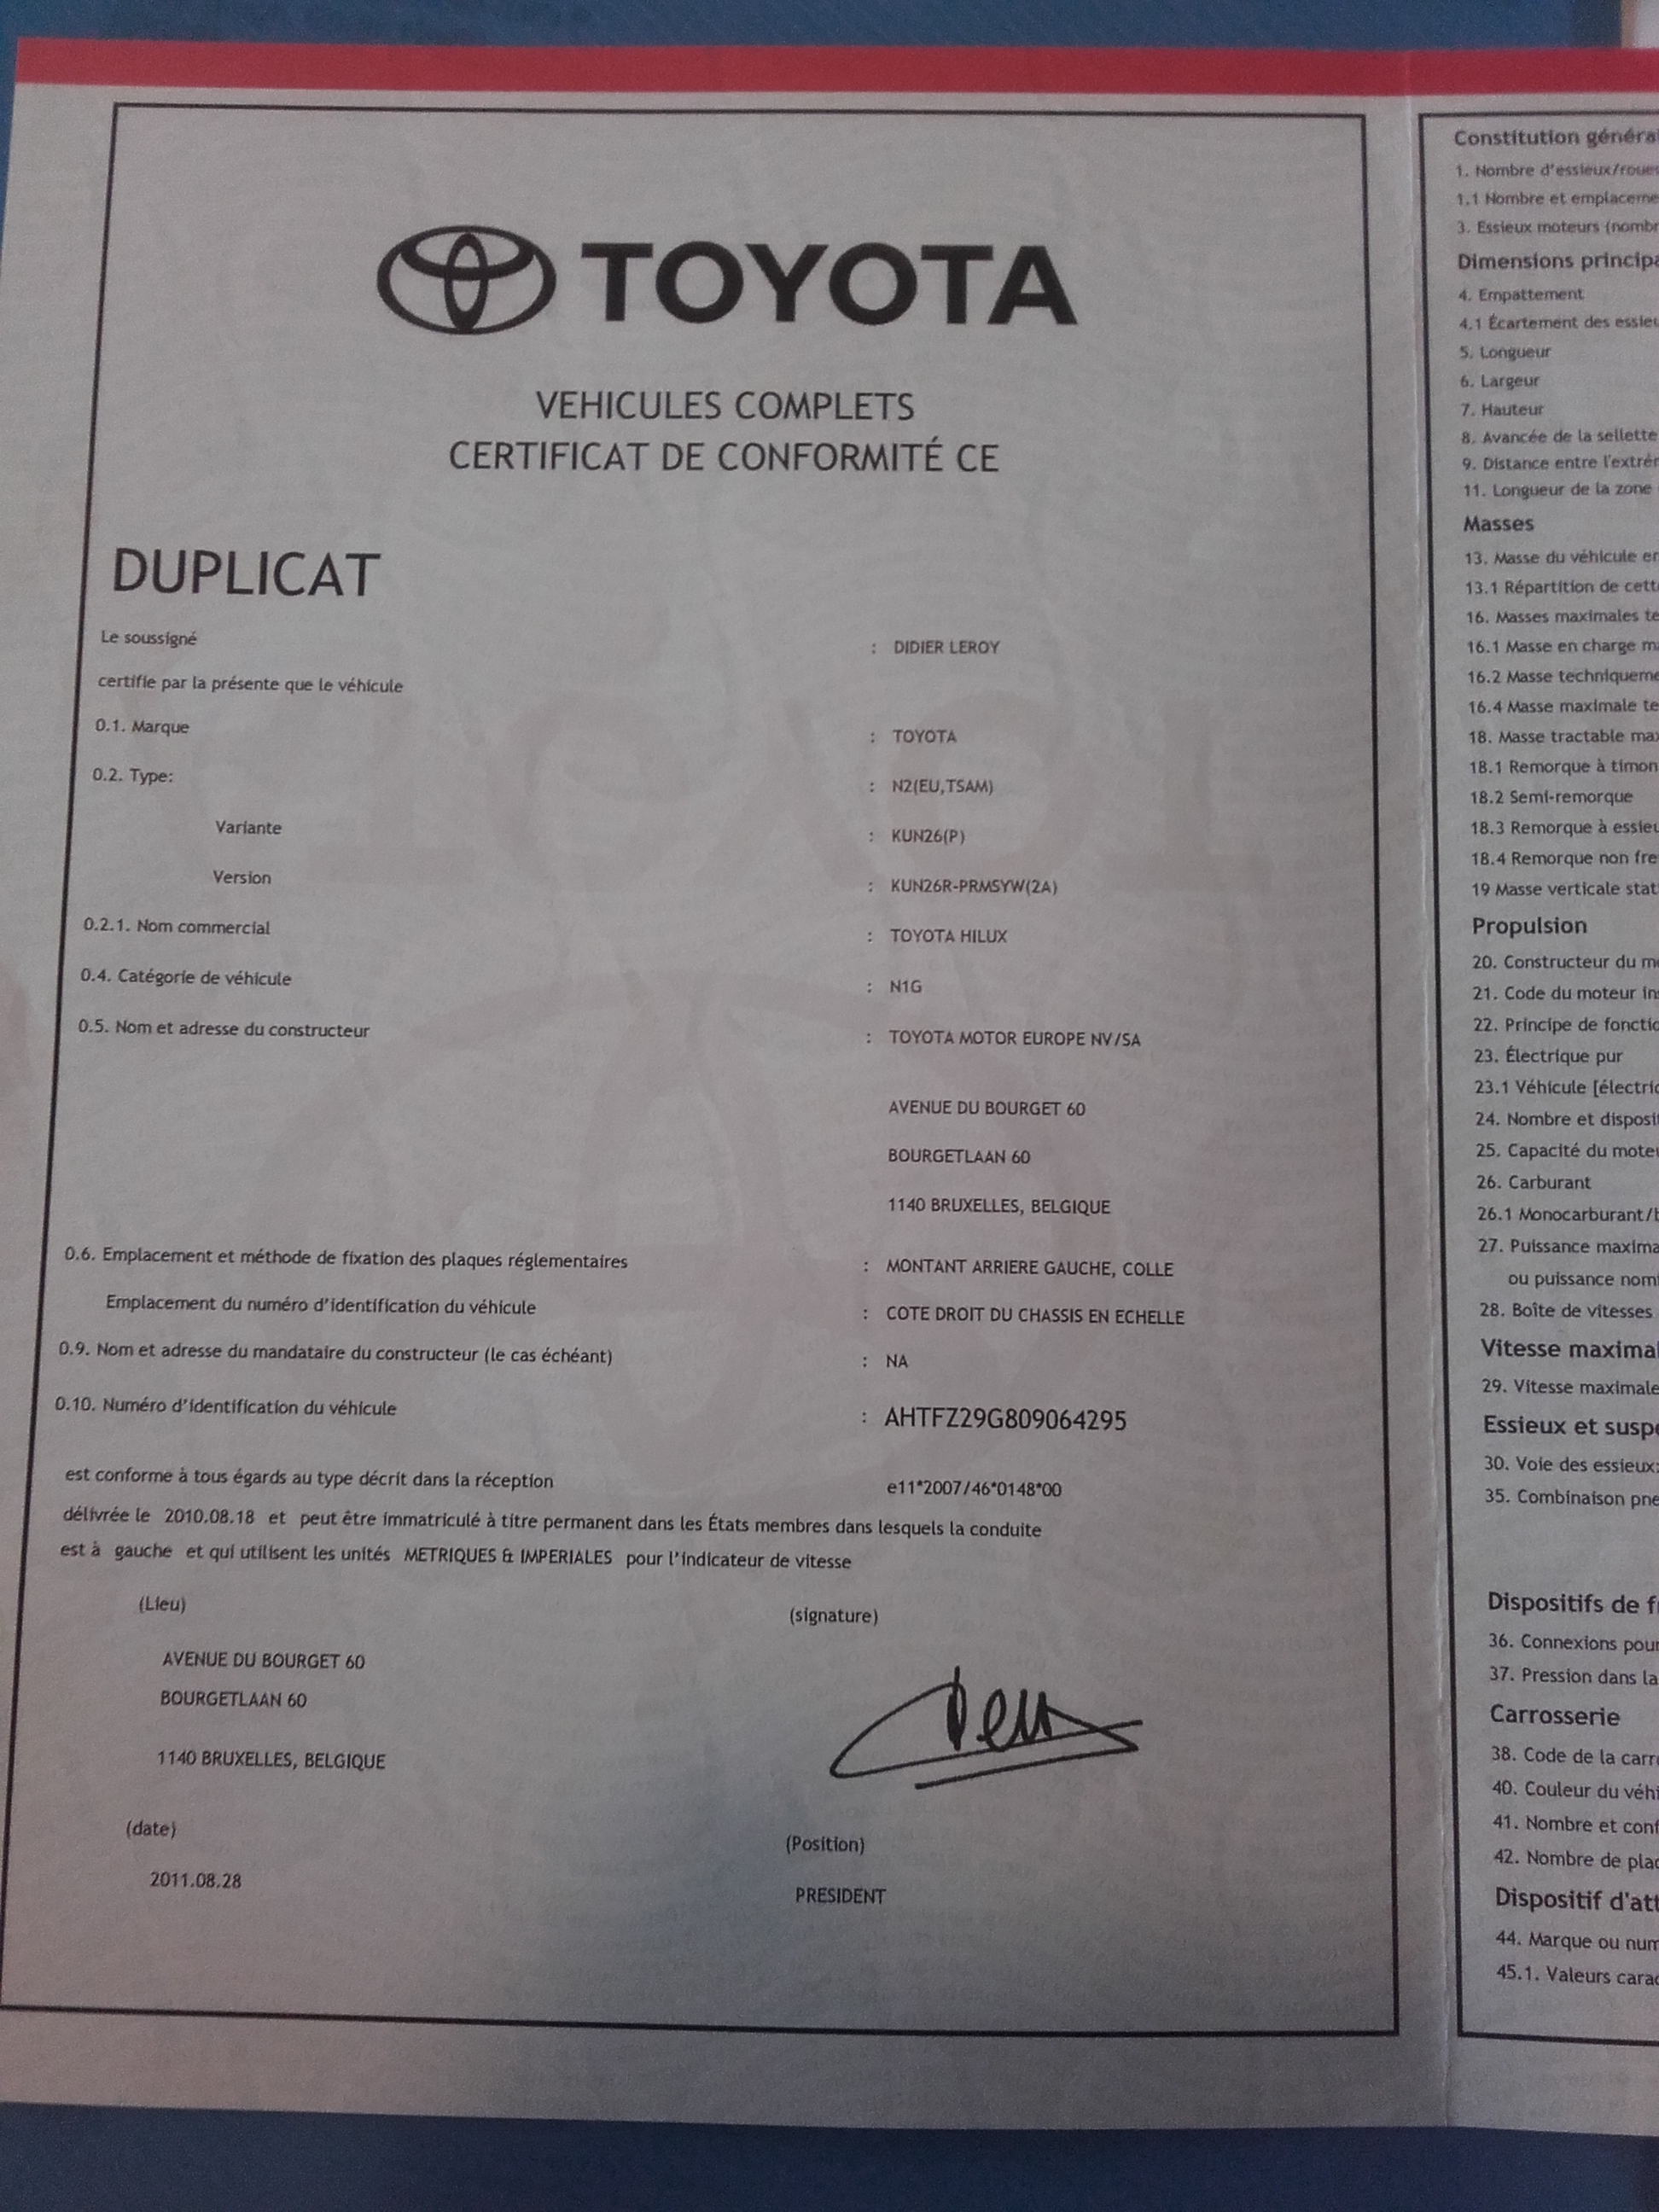 TOYOTA
VEHICULES COMPLETS
CERTIFICAT DE CONFORMITÉ CE
DUPLICAT
Le soussigné : DIDIER LEROY
certifie par la présente que le véhicule
0.1. Marque : TOYOTA
0.2. Type: : N2(EU,TSAM)
Variante : KUN26(P)
Version : KUN26R-PRMSYW(2A)
0.2.1. Nom commercial : TOYOTA HILUX
0.4. Catégorie de véhicule : N1G
0.5. Nom et adresse du constructeur : TOYOTA MOTOR EUROPE NV/SA
AVENUE DU BOURGET 60
BOURGETLAAN 60
1140 BRUXELLES, BELGIQUE
0.6. Emplacement et méthode de fixation des plaques réglementaires : MONTANT ARRIERE GAUCHE, COLLE
Emplacement du numéro d'identification du véhicule : COTE DROIT DU CHASSIS EN ECHELLE
0.9. Nom et adresse du mandataire du constructeur (le cas échéant) : NA
0.10. Numéro d'identification du véhicule : AHTFZ29G809064295
est conforme à tous égards au type décrit dans la réception e11*2007/46*0148*00
délivrée le 2010.08.18 et peut être immatriculé à titre permanent dans les États membres dans lesquels la conduite
est à gauche et qui utilisent les unités METRIQUES & IMPERIALES pour l'indicateur de vitesse
(Lieu) (signature)
AVENUE DU BOURGET 60
BOURGETLAAN 60
1140 BRUXELLES, BELGIQUE
(date) (Position)
2011.08.28 PRESIDENT
Constitution généra
1. Nombre d'essieux/roue
1.1 Nombre et emplaceme
3. Essieux moteurs (nomb
Dimensions princip
4. Empattement
4.1 Écartement des essie
5. Longueur
6. Largeur
7. Hauteur
8. Avancée de la sellette
9. Distance entre l'extré
11. Longueur de la zone
Masses
13. Masse du véhicule e
13.1 Répartition de cett
16. Masses maximales te
16.1 Masse en charge m
16.2 Masse techniqueme
16.4 Masse maximale te
18. Masse tractable ma
18.1 Remorque à timon
18.2 Semi-remorque
18.3 Remorque à essie
18.4 Remorque non fre
19 Masse verticale stat
Propulsion
20. Constructeur du m
21. Code du moteur in
22. Principe de foncti
23. Électrique pur
23.1 Véhicule [électri
24. Nombre et disposi
25. Capacité du mote
26. Carburant
26.1 Monocarburant/
27. Puissance maxima
ou puissance nom
28. Boîte de vitesses
Vitesse maxima
29. Vitesse maximale
Essieux et susp
30. Voie des essieux:
35. Combinaison pne
Dispositifs de f
36. Connexions pou
37. Pression dans la
Carrosserie
38. Code de la carr
40. Couleur du véhi
41. Nombre et con
42. Nombre de pla
Dispositif d'att
44. Marque ou num
45.1. Valeurs cara